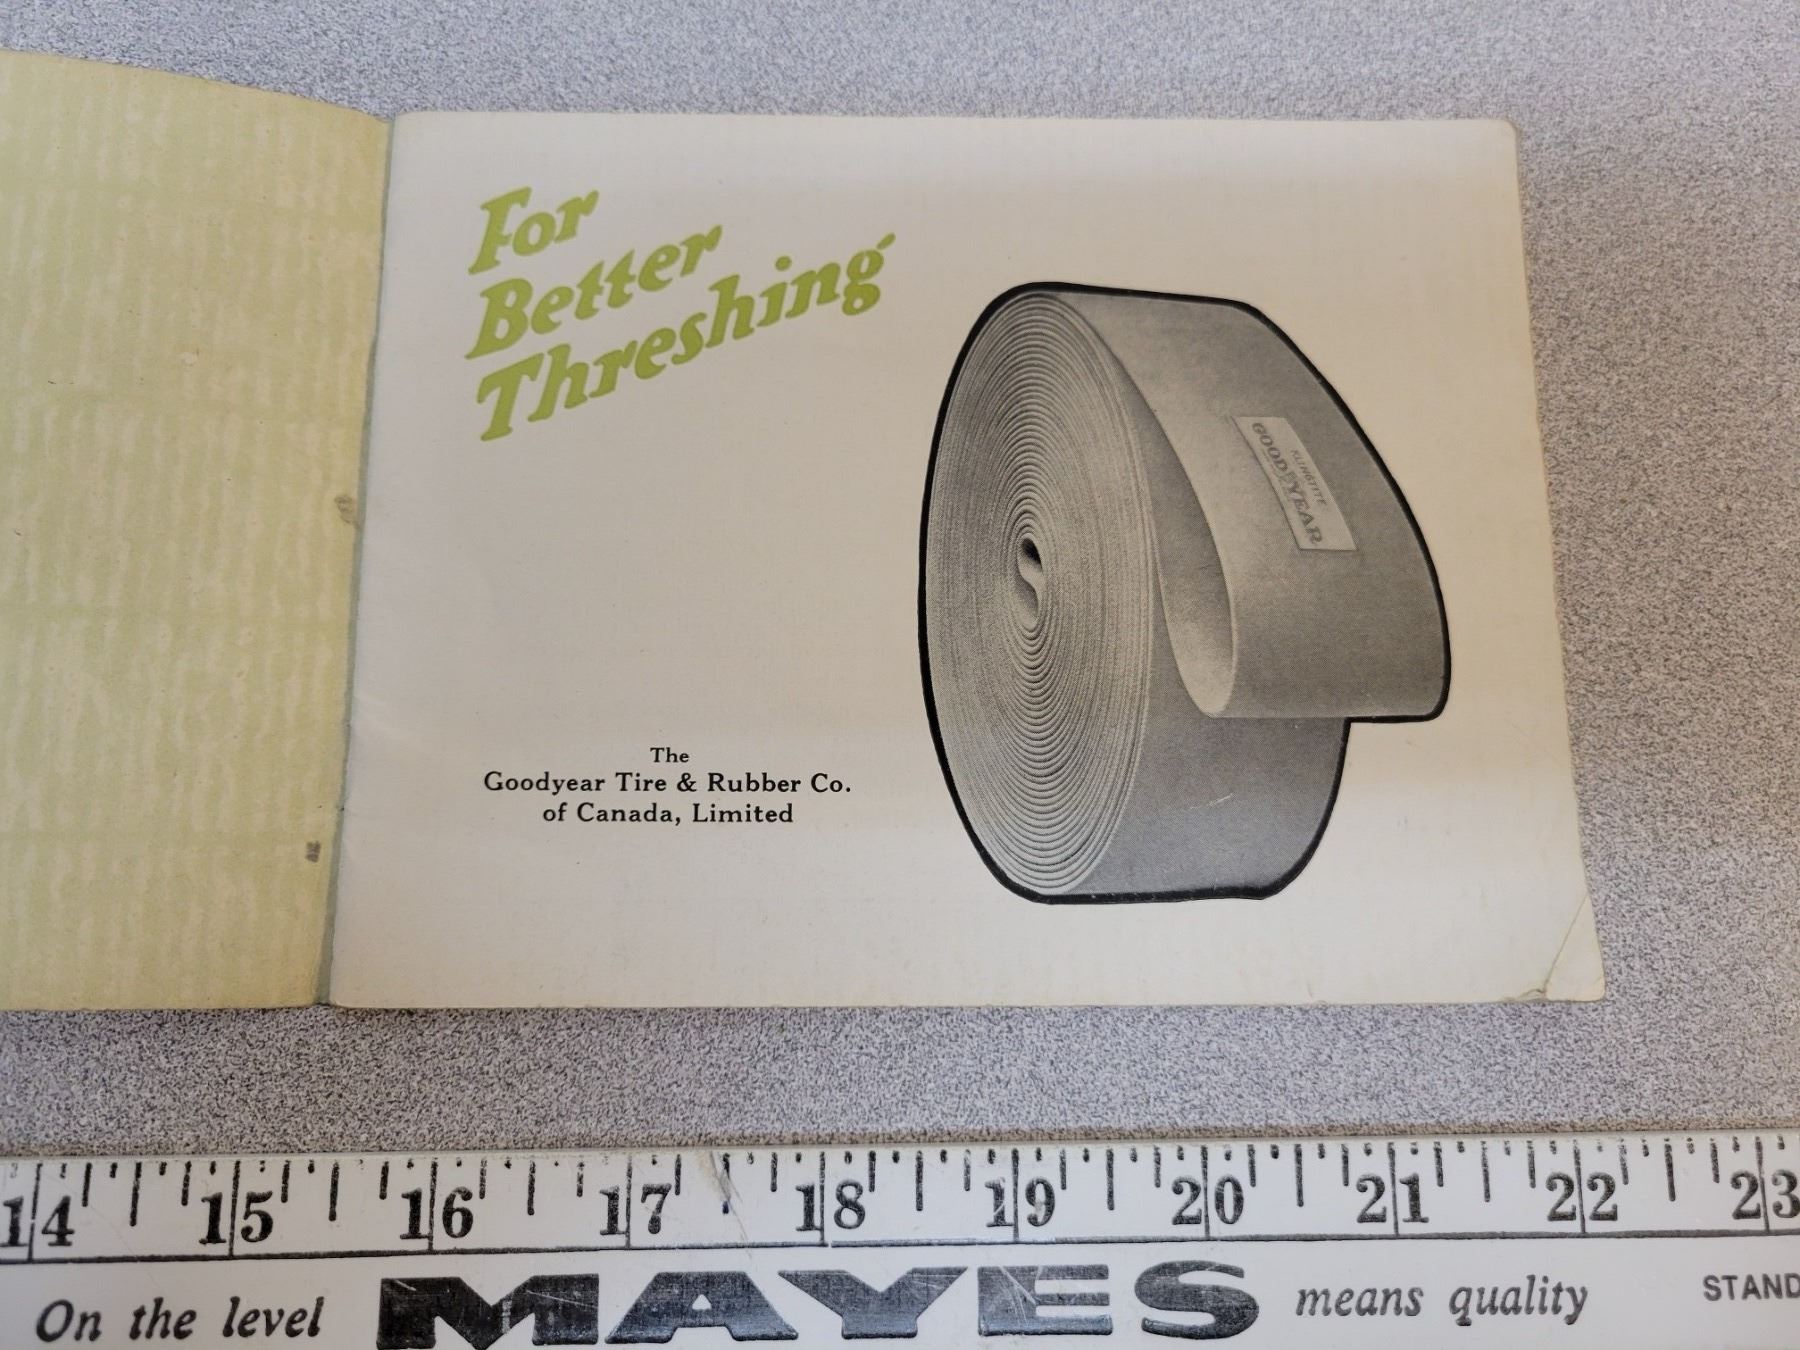 For
Better
Threshing
KLINGTITE
GOODYEAR
The
Goodyear Tire & Rubber Co.
of Canada, Limited
14 15 16 17 18 19 20 21 22 23
On the level MAYES means quality STAND